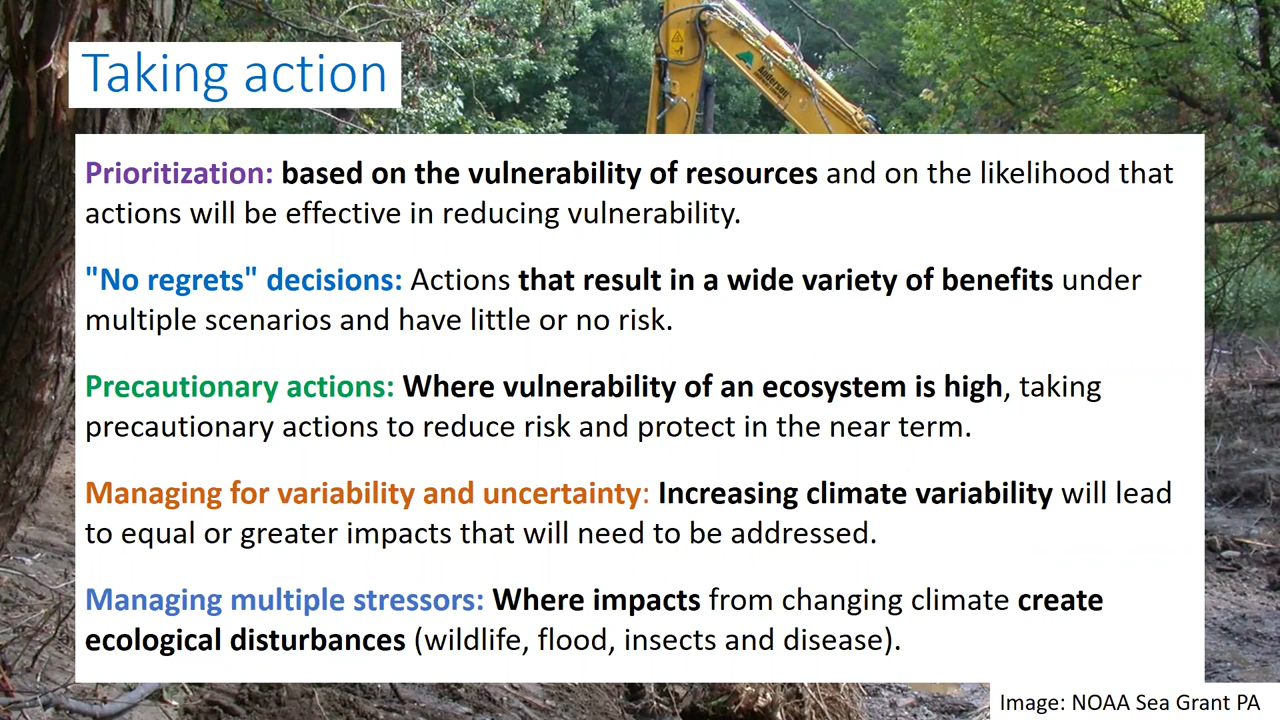 Taking action
Andersen
Prioritization: based on the vulnerability of resources and on the likelihood that
actions will be effective in reducing vulnerability.
"No regrets" decisions: Actions that result in a wide variety of benefits under
multiple scenarios and have little or no risk.
Precautionary actions: Where vulnerability of an ecosystem is high, taking
precautionary actions to reduce risk and protect in the near term.
Managing for variability and uncertainty: Increasing climate variability will lead
to equal or greater impacts that will need to be addressed.
Managing multiple stressors: Where impacts from changing climate create
ecological disturbances (wildlife, flood, insects and disease).
Image: NOAA Sea Grant PA